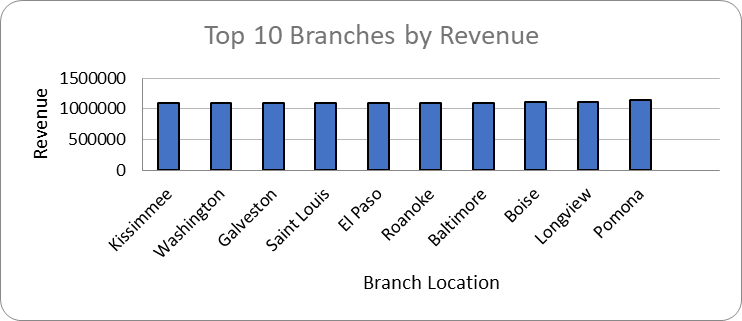 Top 10 Branches by Revenue
Revenue
1500000
1000000
500000
0
Kissimmee
Washington
Galveston
Saint Louis
El Paso
Roanoke
Baltimore
Boise
Longview
Pomona
Branch Location